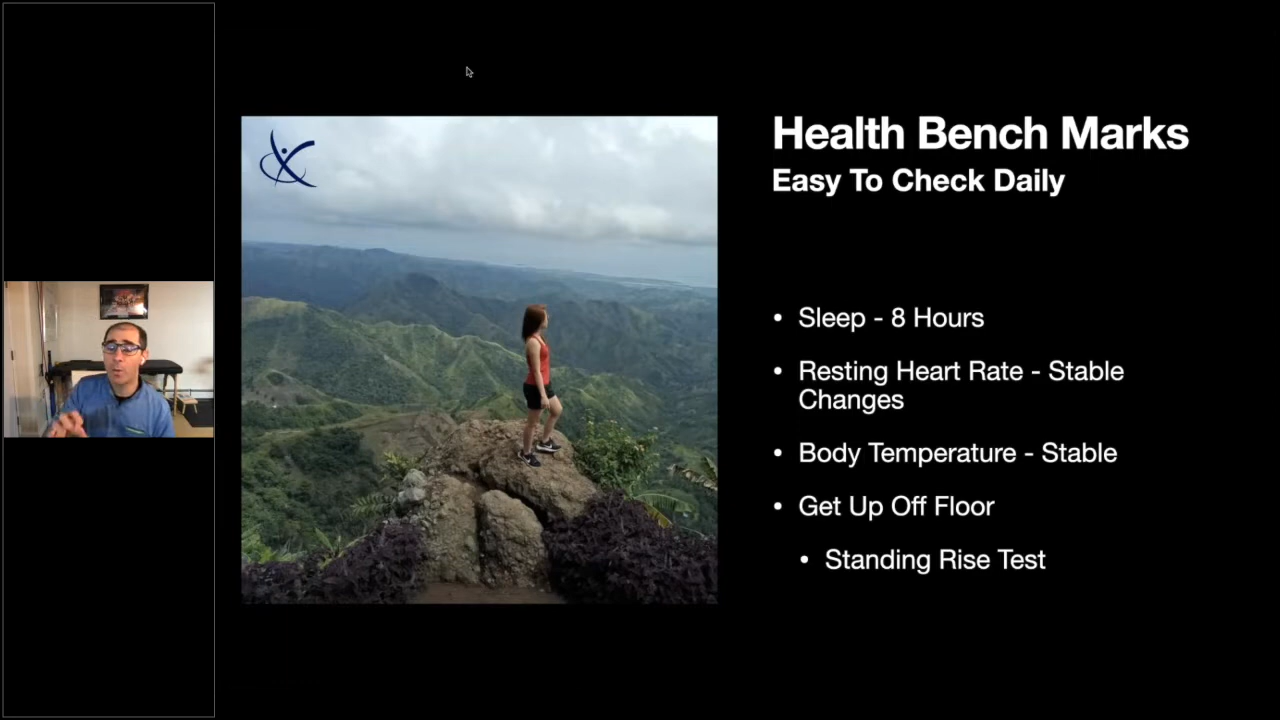 Health Bench Marks
Easy To Check Daily
• Sleep - 8 Hours
• Resting Heart Rate - Stable
Changes
• Body Temperature - Stable
• Get Up Off Floor
• Standing Rise Test